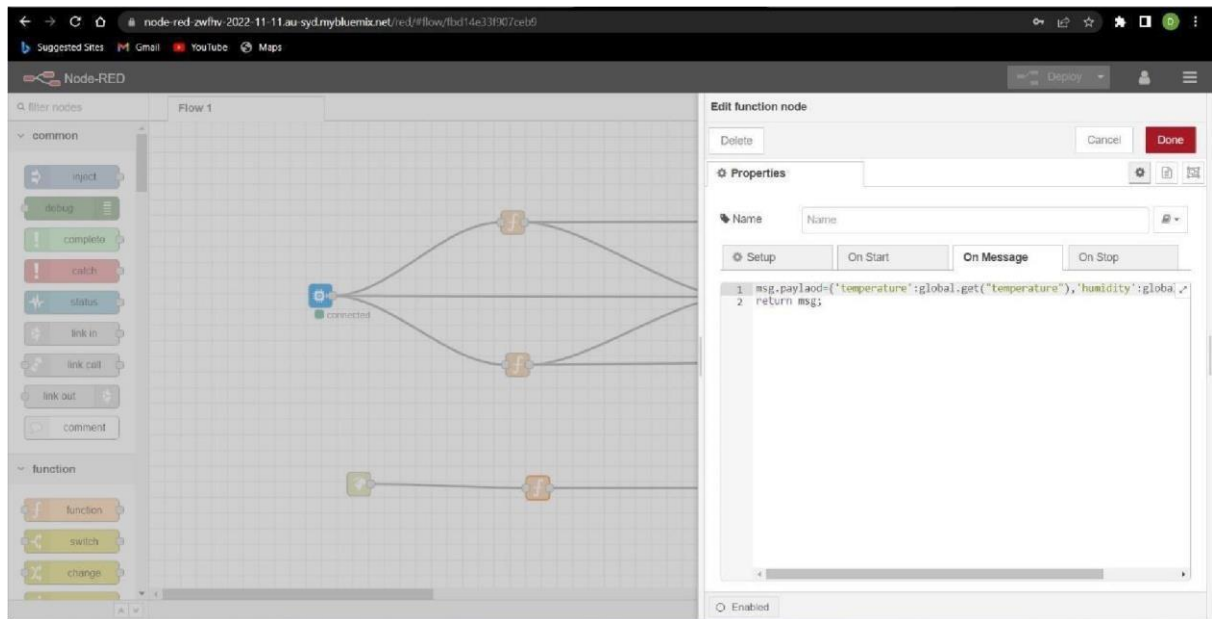 node-red-zwfhv-2022-11-11.au-syd.mybluemix.net/red/#flow/fbd14e33f907ceb9
D
Suggested Sites Gmail YouTube Maps
Node-RED
Deploy
filter nodes
Flow 1
Edit function node
common
Delete
Cancel
Done
inject
Properties
debug
Name
Name
complete
Setup
On Start
On Message
On Stop
catch
1 msg.paylaod={'temperature':global.get("temperature"),'humidity':globa
2 return msg;
status
connected
link in
link call
link out
comment
function
function
switch
change
Enabled